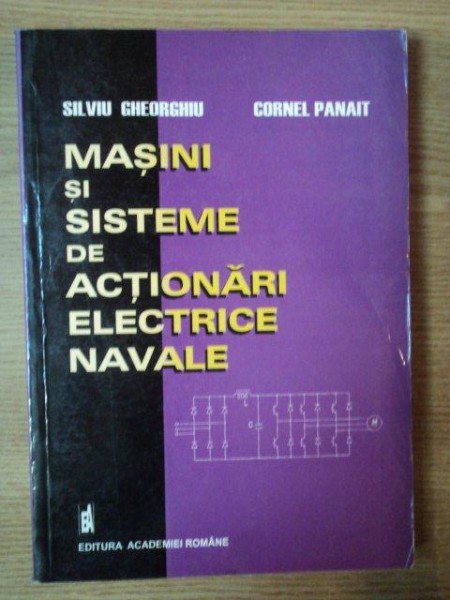 SILVIU GHEORGHIU CORNEL PANAIT
MAȘINI
ȘI
SISTEME
DE
ACȚIONĂRI
ELECTRICE
NAVALE
L
C
M
EDITURA ACADEMIEI ROMÂNE